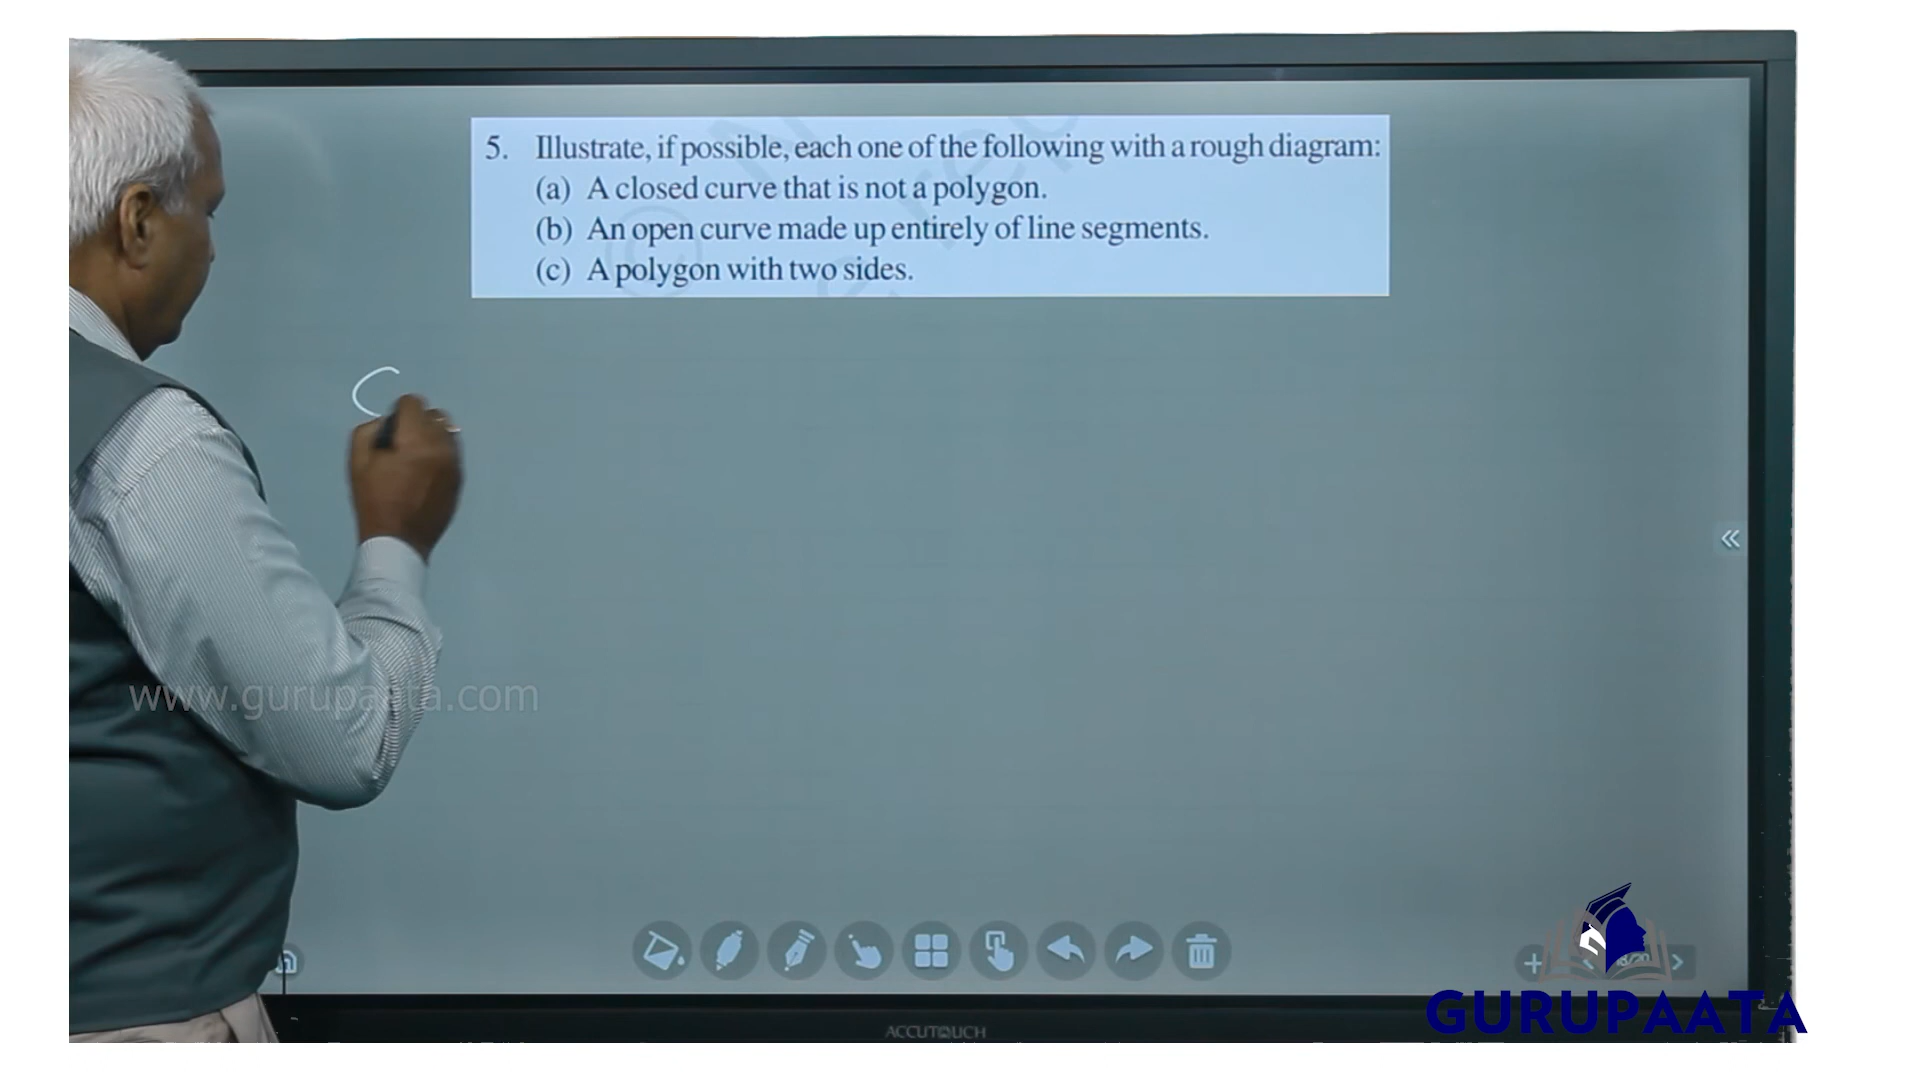 5. Illustrate, if possible, each one of the following with a rough diagram:
(a) A closed curve that is not a polygon.
(b) An open curve made up entirely of line segments.
(c) A polygon with two sides.
www.gurupaata.com
GURUPAATA
ACCUTOUCH